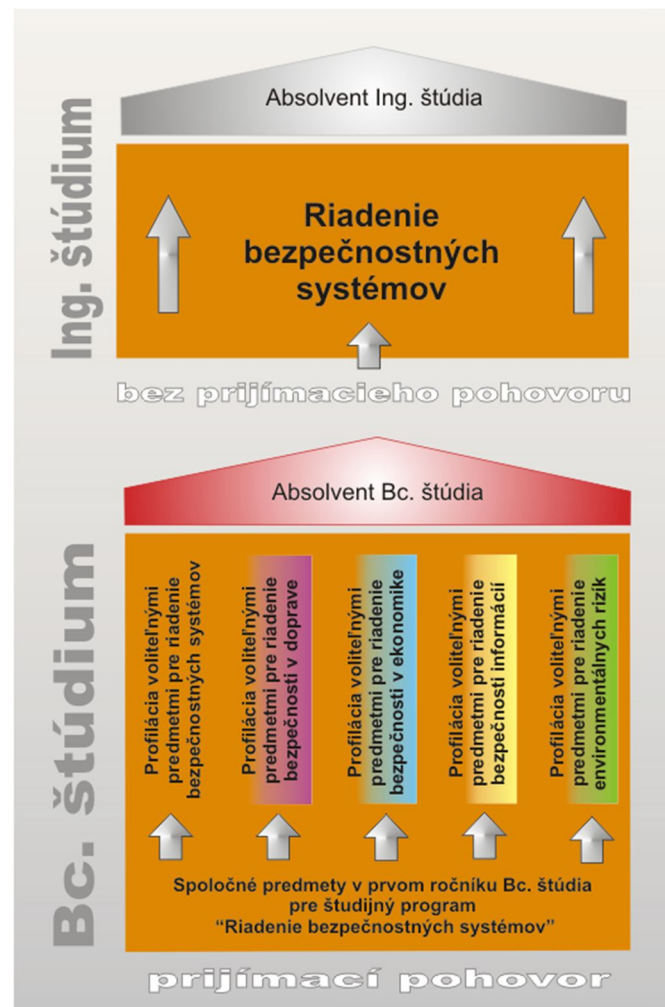 Ing. štúdium
Absolvent Ing. štúdia
Riadenie
bezpečnostných
systémov
bez prijímacieho pohovoru
Bc. štúdium
Absolvent Bc. štúdia
Profilácia voliteľnými
predmetmi pre riadenie
bezpečnostných systémov
Profilácia voliteľnými
predmetmi pre riadenie
bezpečnosti v doprave
Profilácia voliteľnými
predmetmi pre riadenie
bezpečnosti v ekonomike
Profilácia voliteľnými
predmetmi pre riadenie
bezpečnosti informácií
Profilácia voliteľnými
predmetmi pre riadenie
environmentálnych rizík
Spoločné predmety v prvom ročníku Bc. štúdia
pre študijný program
“Riadenie bezpečnostných systémov”
prijímací pohovor